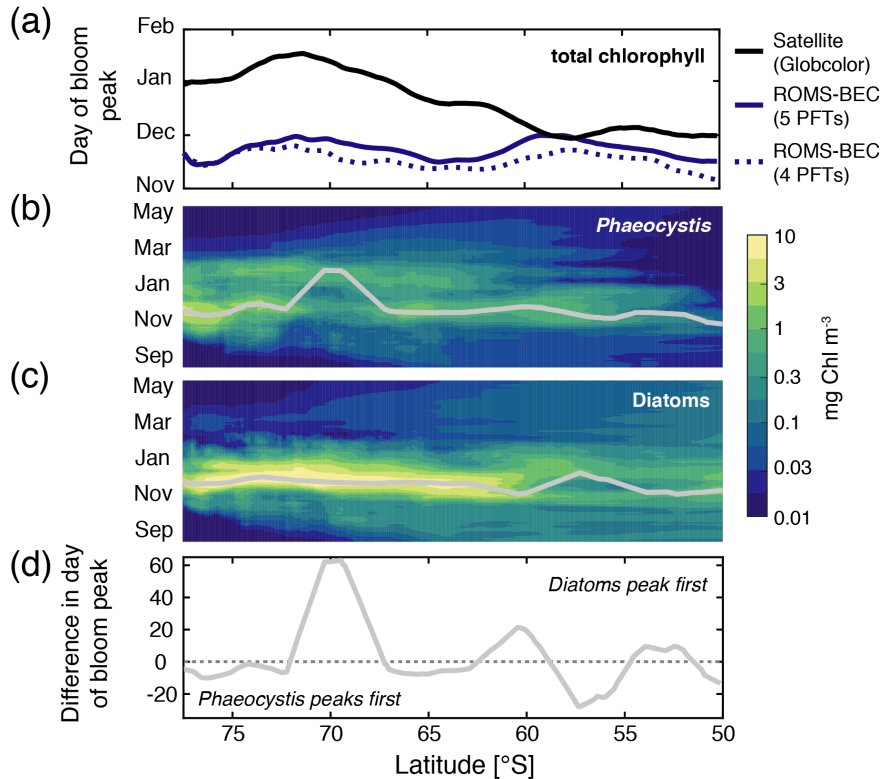 (a)
Day of bloom
peak
Feb
Jan
Dec
Nov
total chlorophyll
Satellite
(Globcolor)
ROMS-BEC
(5 PFTs)
ROMS-BEC
(4 PFTs)
(b)
May
Mar
Jan
Nov
Sep
Phaeocystis
(c)
May
Mar
Jan
Nov
Sep
Diatoms
10
3
1
0.3
0.1
0.03
0.01
mg Chl m-3
(d)
Difference in day
of bloom peak
60
40
20
0
-20
Diatoms peak first
Phaeocystis peaks first
75
70
65
60
55
50
Latitude [°S]